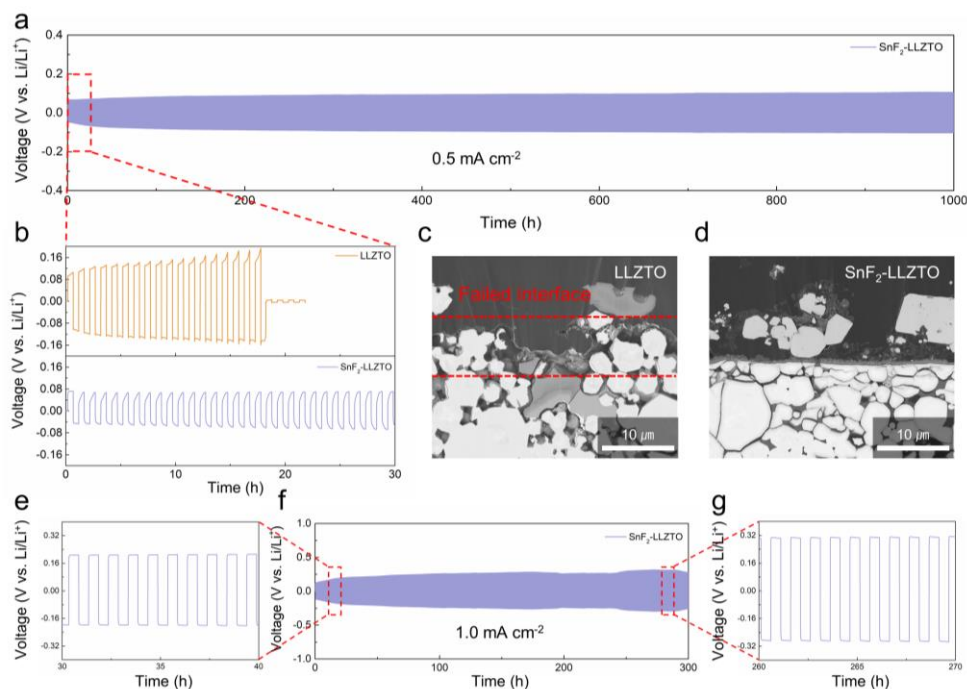 a
SnF2-LLZTO
0.4
0.2
0.0
-0.2
-0.4
Voltage (V vs. Li/Li+)
0.5 mA cm-2
0 200 400 600 800 1000
Time (h)
b
LLZTO
0.16
0.08
0.00
-0.08
-0.16
SnF2-LLZTO
0.16
0.08
0.00
-0.08
-0.16
Voltage (V vs. Li/Li+)
0 10 20 30
Time (h)
c
LLZTO
Failed interface
10 μm
d
SnF2-LLZTO
10 μm
e
0.32
0.16
0.00
-0.16
-0.32
Voltage (V vs. Li/Li+)
30 35 40
Time (h)
f
SnF2-LLZTO
1.0
0.5
0.0
-0.5
-1.0
Voltage (V vs. Li/Li+)
1.0 mA cm-2
0 100 200 300
Time (h)
g
0.32
0.16
0.00
-0.16
-0.32
Voltage (V vs. Li/Li+)
260 265 270
Time (h)